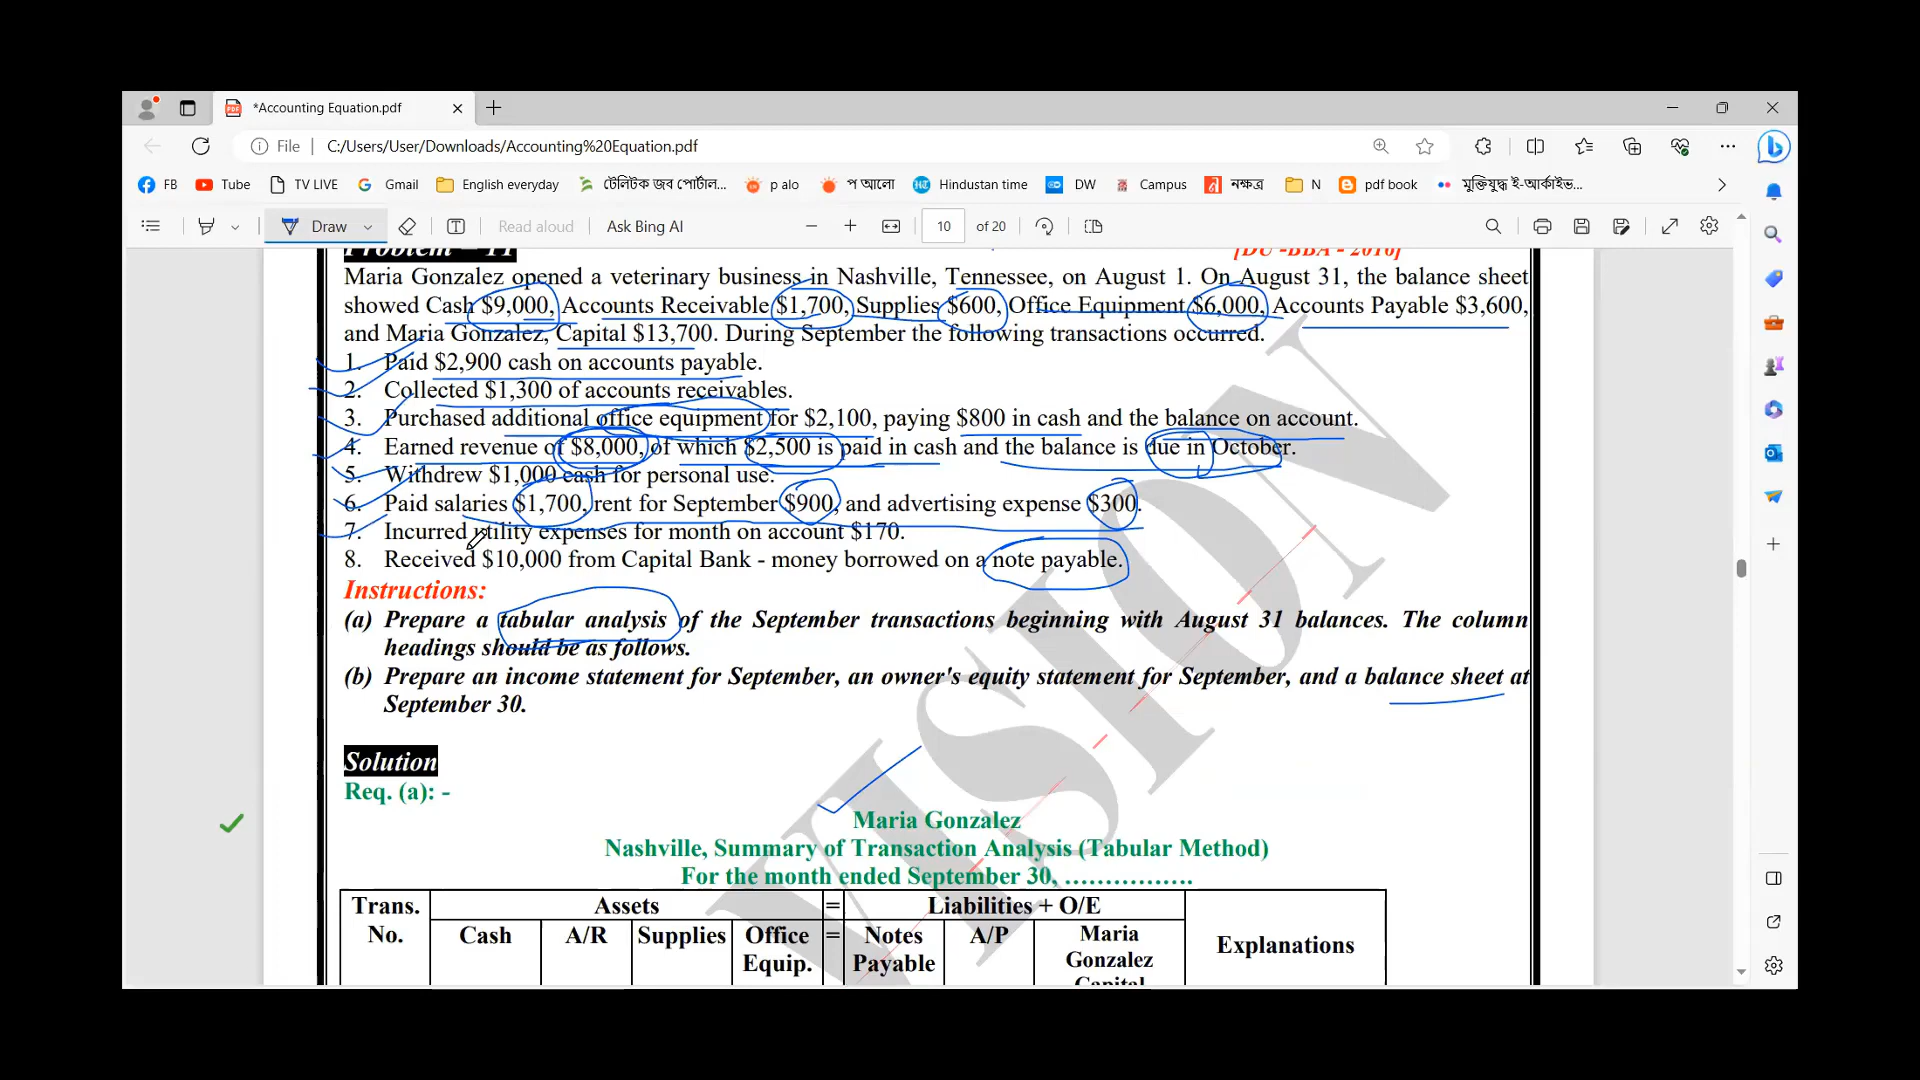 *Accounting Equation.pdf
File C:/Users/User/Downloads/Accounting%20Equation.pdf
FB Tube TV LIVE Gmail English everyday টেলিটক জব পোর্টাল... p alo প আলো Hindustan time DW Campus নক্ষত্র N pdf book মুক্তিযুদ্ধ ই-আর্কাইভ...
Draw Read aloud Ask Bing AI 10 of 20
Problem – 11 [DU -BBA - 2016]
Maria Gonzalez opened a veterinary business in Nashville, Tennessee, on August 1. On August 31, the balance sheet
showed Cash $9,000, Accounts Receivable $1,700, Supplies $600, Office Equipment $6,000, Accounts Payable $3,600,
and Maria Gonzalez, Capital $13,700. During September the following transactions occurred.
1. Paid $2,900 cash on accounts payable.
2. Collected $1,300 of accounts receivables.
3. Purchased additional office equipment for $2,100, paying $800 in cash and the balance on account.
4. Earned revenue of $8,000, of which $2,500 is paid in cash and the balance is due in October.
5. Withdrew $1,000 cash for personal use.
6. Paid salaries $1,700, rent for September $900, and advertising expense $300.
7. Incurred utility expenses for month on account $170.
8. Received $10,000 from Capital Bank - money borrowed on a note payable.
Instructions:
(a) Prepare a tabular analysis of the September transactions beginning with August 31 balances. The column
headings should be as follows.
(b) Prepare an income statement for September, an owner's equity statement for September, and a balance sheet at
September 30.
VISION
Solution
Req. (a): -
Maria Gonzalez
Nashville, Summary of Transaction Analysis (Tabular Method)
For the month ended September 30, …………….
Trans. No. Assets = Liabilities + O/E Explanations
Cash A/R Supplies Office Equip. = Notes Payable A/P Maria Gonzalez Capital